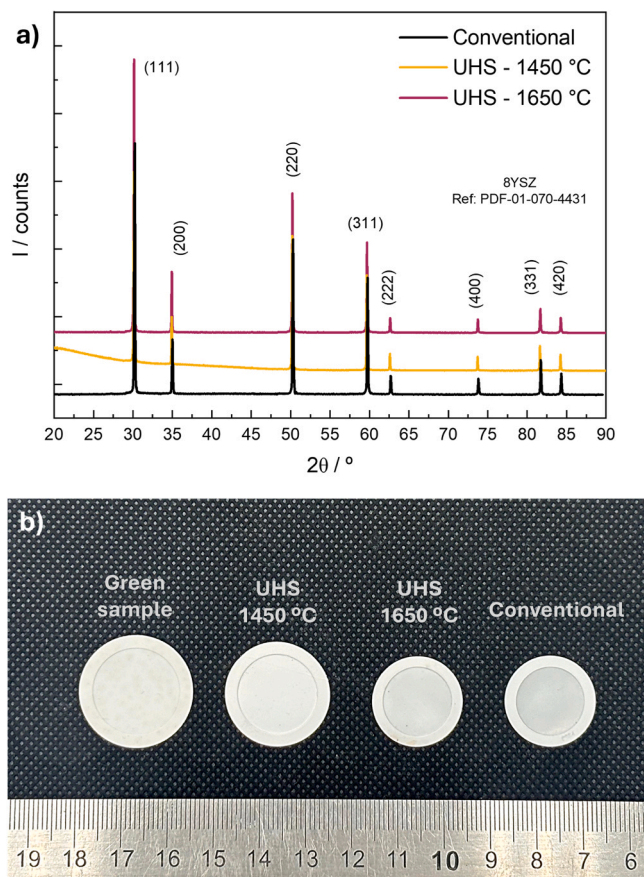 a)
Conventional
UHS - 1450 °C
UHS - 1650 °C
(111)
(200)
(220)
(311)
(222)
(400)
(331)
(420)
8YSZ
Ref: PDF-01-070-4431
I / counts
20 25 30 35 40 45 50 55 60 65 70 75 80 85 90
2θ / º
b)
Green
sample
UHS
1450 ºC
UHS
1650 ºC
Conventional
19 18 17 16 15 14 13 12 11 10 9 8 7 6